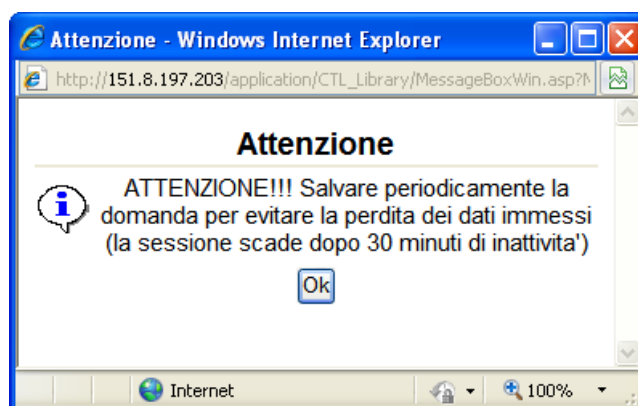 Attenzione - Windows Internet Explorer
http://151.8.197.203/application/CTL_Library/MessageBoxWin.asp?M
Attenzione
ATTENZIONE!!! Salvare periodicamente la
domanda per evitare la perdita dei dati immessi
(la sessione scade dopo 30 minuti di inattivita')
Ok
Internet
100%